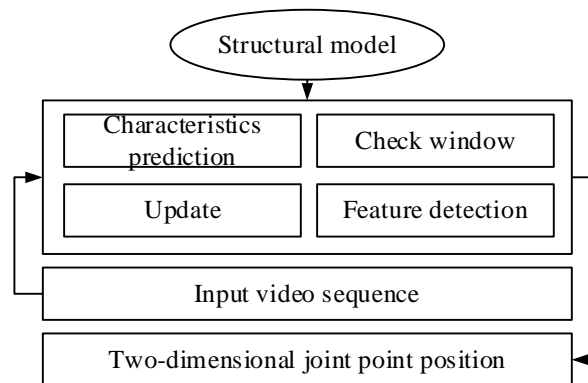 Structural model
Characteristics
prediction
Check window
Update
Feature detection
Input video sequence
Two-dimensional joint point position